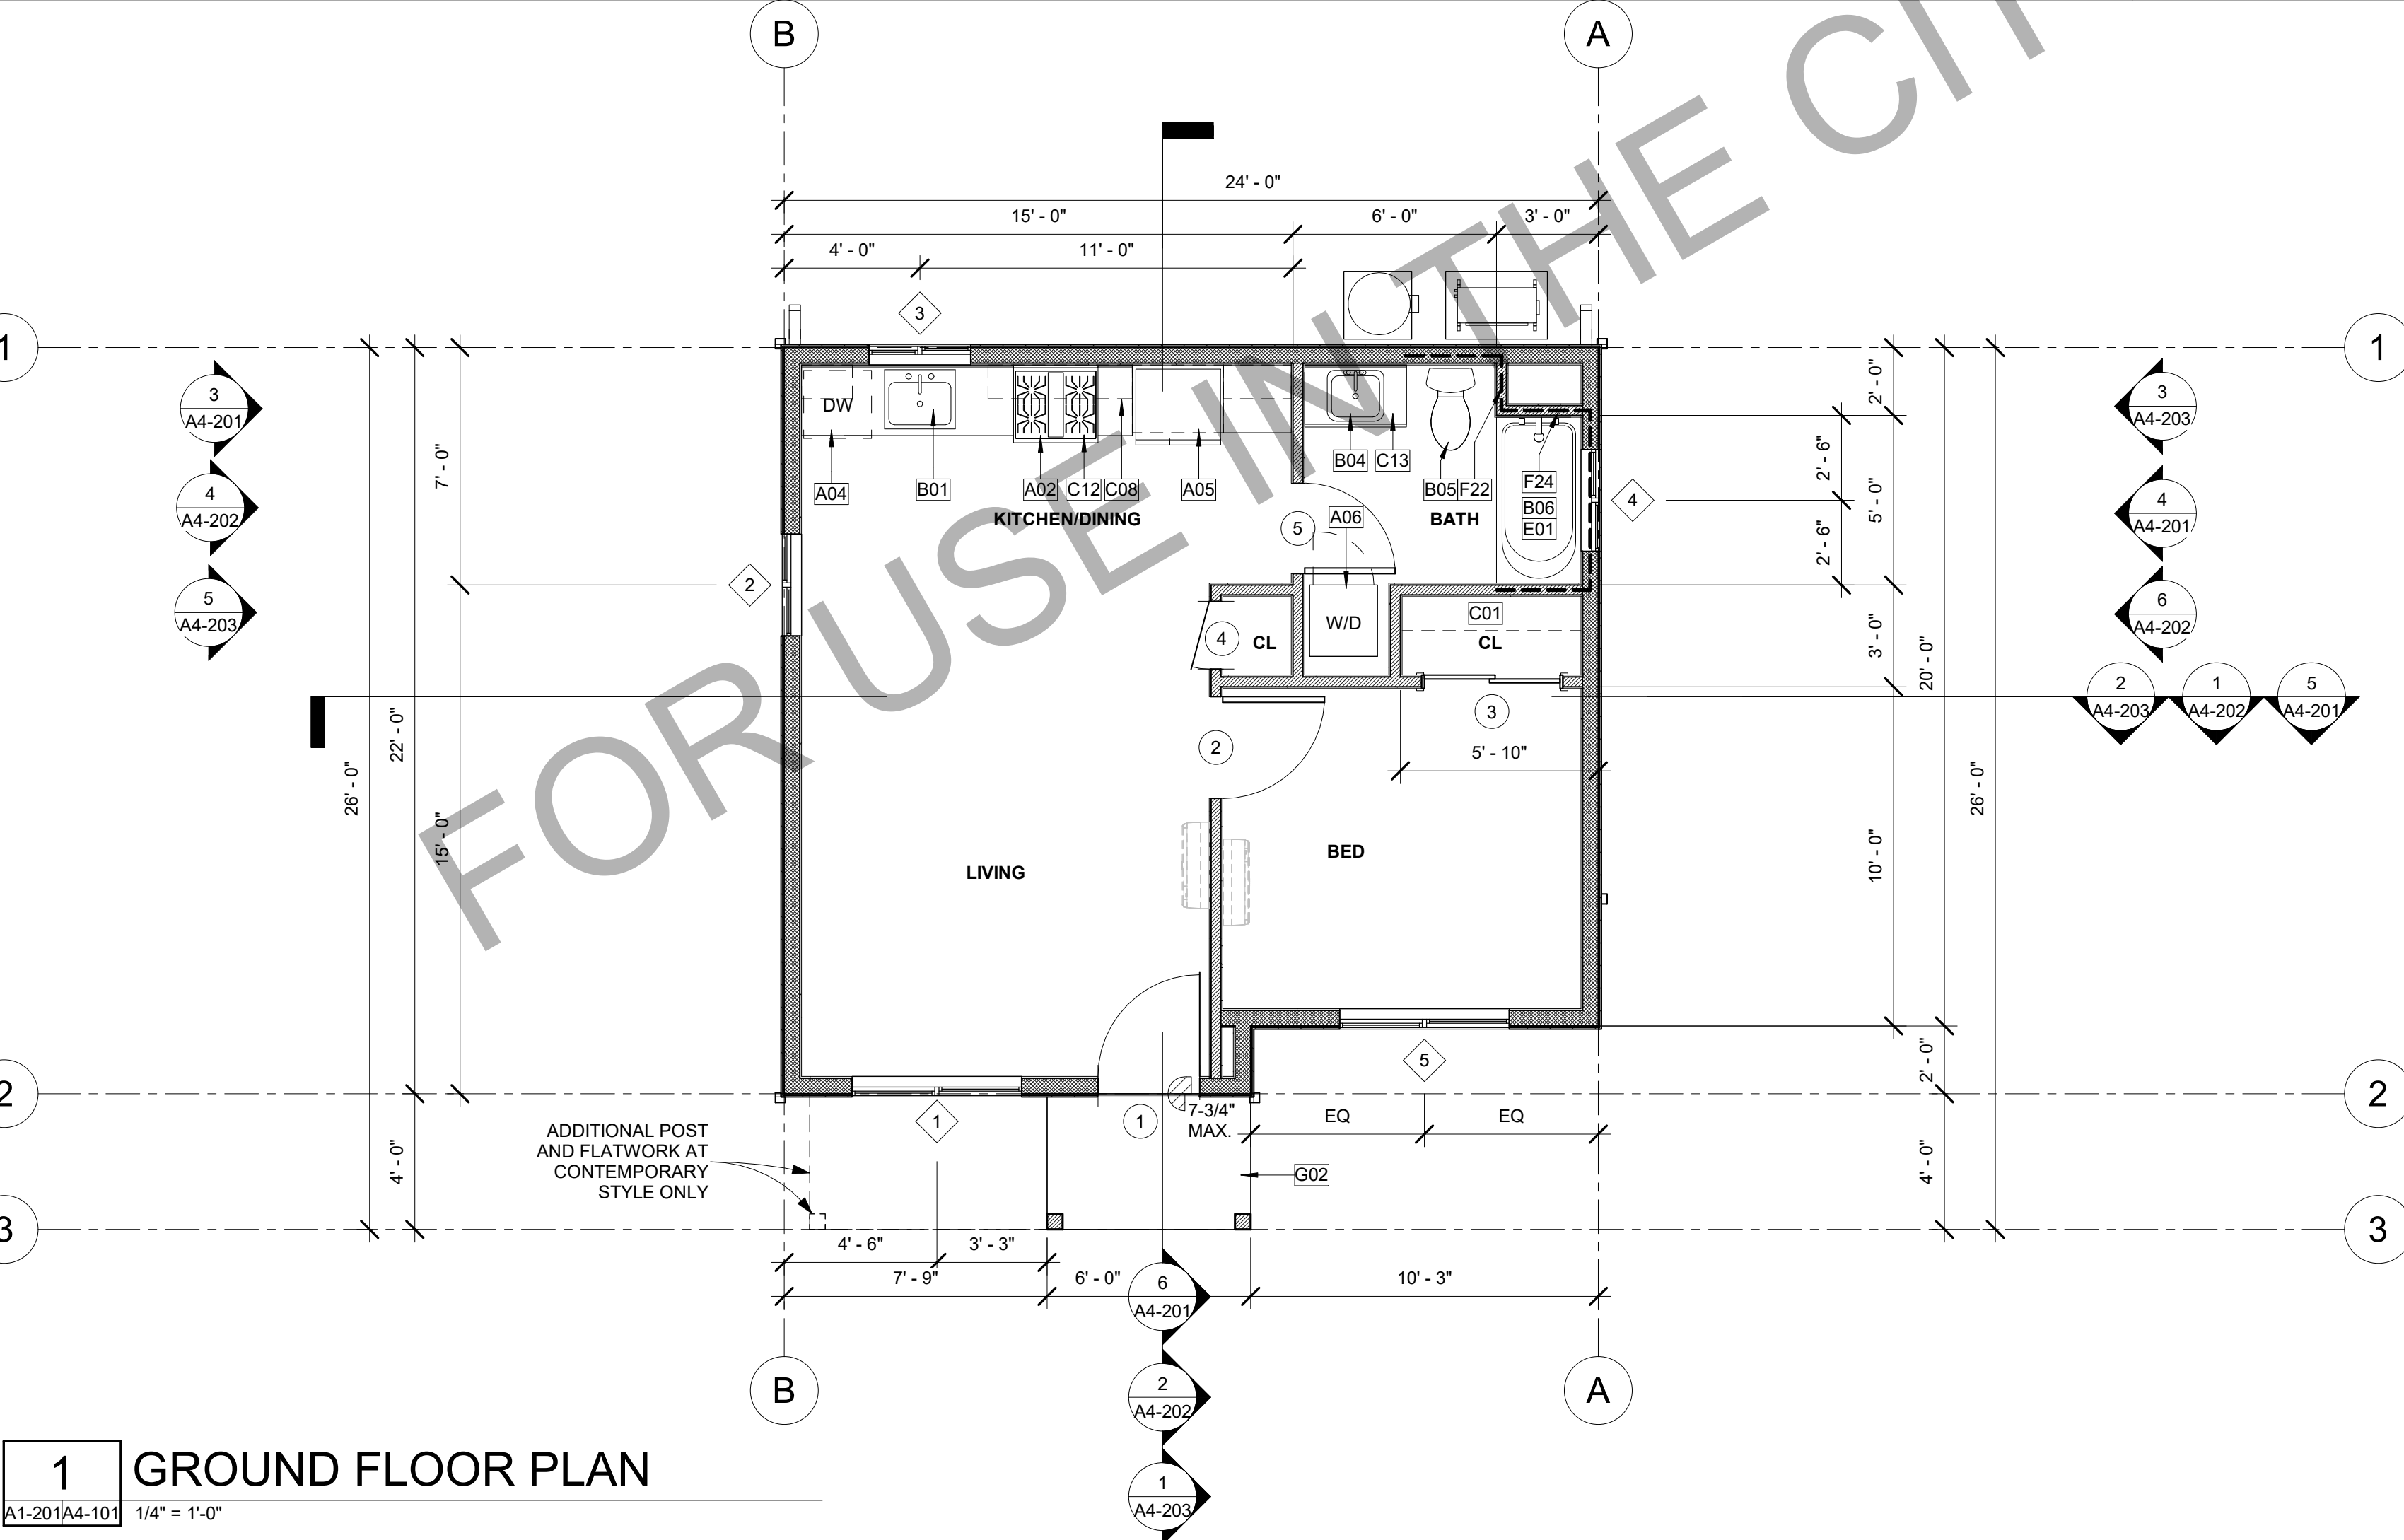 B
A
24' - 0"
15' - 0"
6' - 0"
3' - 0"
4' - 0"
11' - 0"
3
1
1
3
A4-201
4
A4-202
5
A4-203
3
A4-203
4
A4-201
6
A4-202
2
A4-203
1
A4-202
5
A4-201
7' - 0"
15' - 0"
22' - 0"
26' - 0"
4' - 0"
2' - 0"
2' - 6"
2' - 6"
5' - 0"
3' - 0"
20' - 0"
10' - 0"
26' - 0"
2' - 0"
4' - 0"
DW
A04
B01
A02
C12
C08
A05
B04
C13
B05
F22
F24
B06
E01
4
KITCHEN/DINING
5
A06
BATH
2
4
CL
W/D
C01
CL
3
2
5' - 10"
LIVING
BED
2
2
1
1
7-3/4"
MAX.
5
EQ
EQ
ADDITIONAL POST
AND FLATWORK AT
CONTEMPORARY
STYLE ONLY
G02
3
3
4' - 6"
3' - 3"
7' - 9"
6' - 0"
10' - 3"
6
A4-201
B
A
2
A4-202
1
A4-203
1
GROUND FLOOR PLAN
A1-201
A4-101
1/4" = 1'-0"
FOR USE IN THE CIT